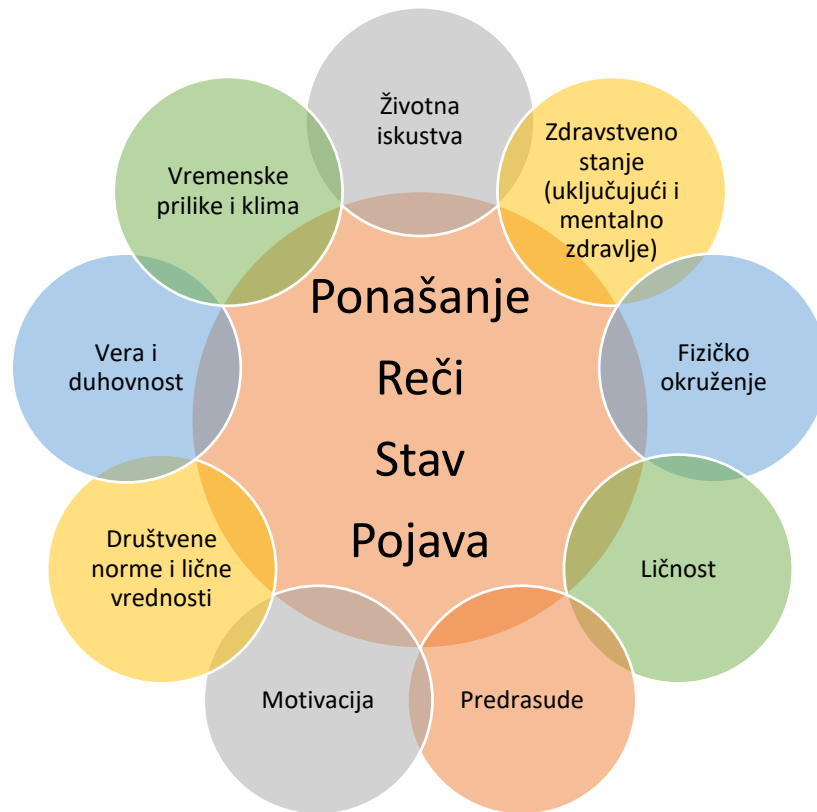 Životna
iskustva
Zdravstveno
stanje
(uključujući i
mentalno
zdravlje)
Fizičko
okruženje
Ličnost
Predrasude
Motivacija
Društvene
norme i lične
vrednosti
Vera i
duhovnost
Vremenske
prilike i klima
Ponašanje
Reči
Stav
Pojava